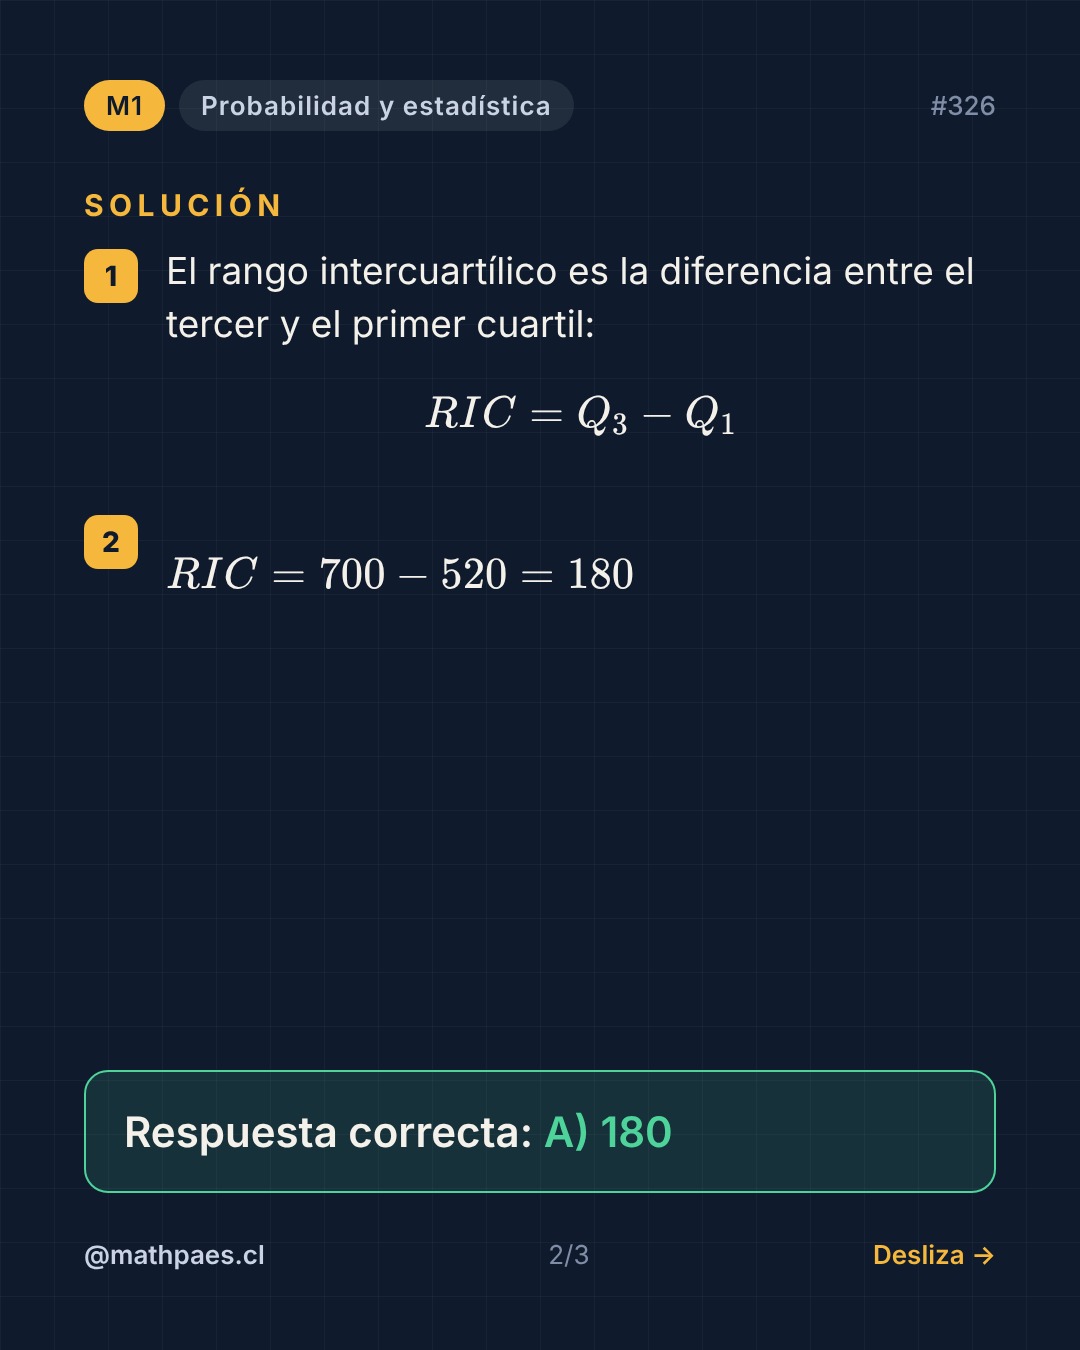 M1 Probabilidad y estadística #326
SOLUCIÓN
1 El rango intercuartílico es la diferencia entre el
tercer y el primer cuartil:
RIC = Q₃ − Q₁
2
RIC = 700 − 520 = 180
Respuesta correcta: A) 180
@mathpaes.cl 2/3 Desliza →